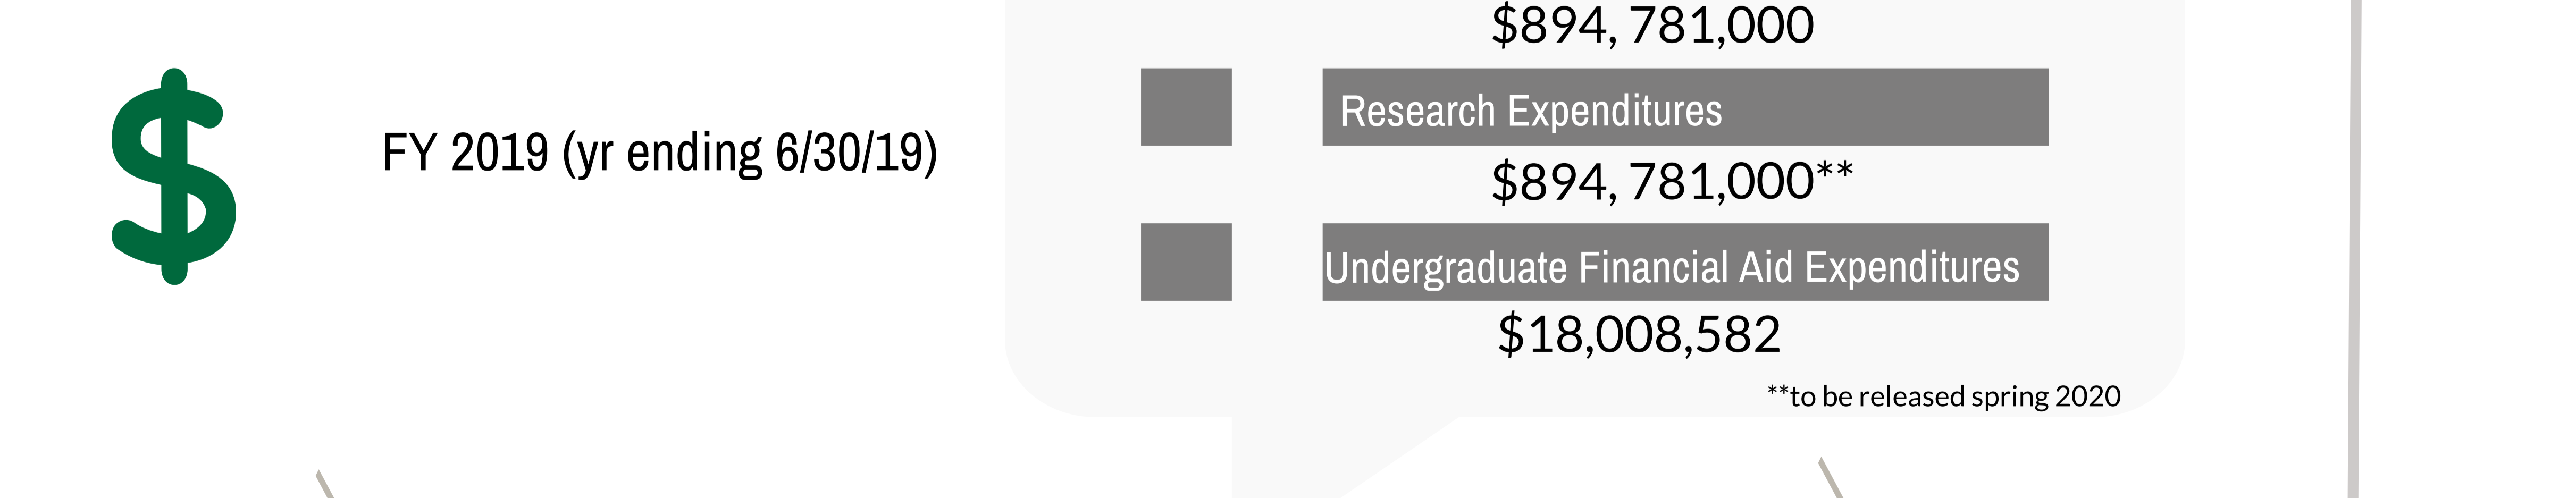 $894, 781,000
Research Expenditures
FY 2019 (yr ending 6/30/19)
$894, 781,000**
Undergraduate Financial Aid Expenditures
$18,008,582
**to be released spring 2020